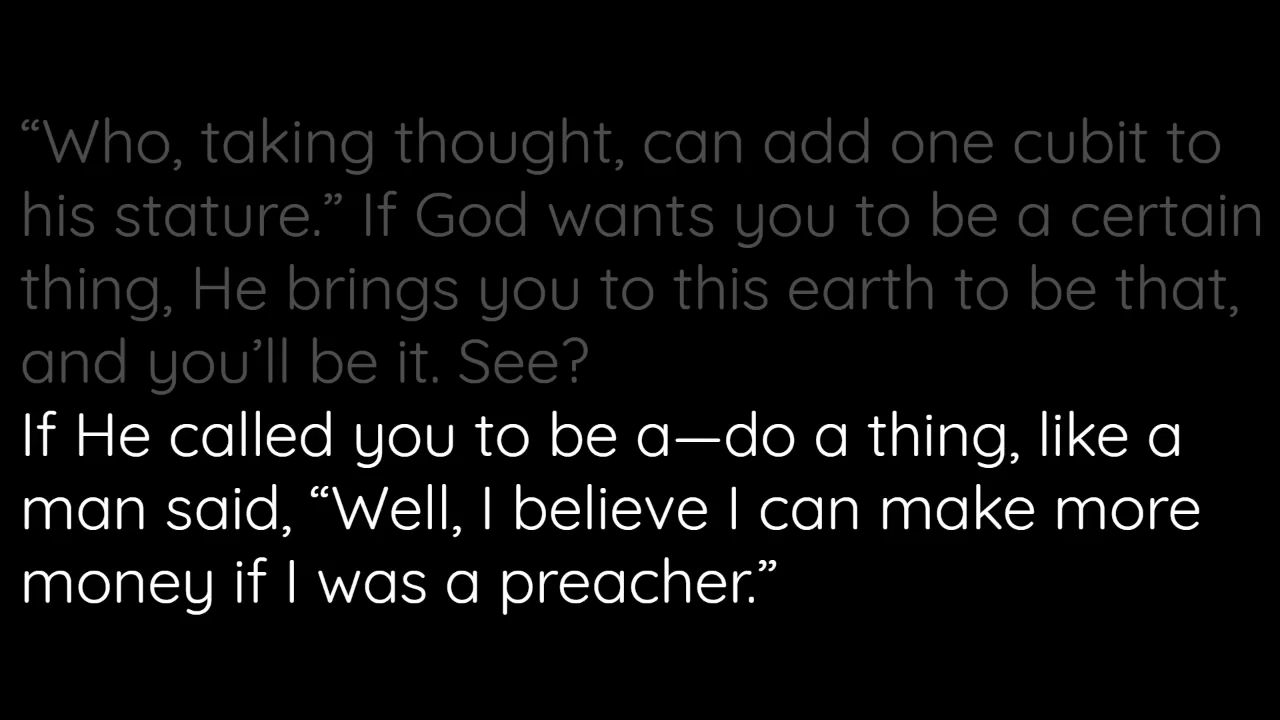 “Who, taking thought, can add one cubit to
his stature.” If God wants you to be a certain
thing, He brings you to this earth to be that,
and you’ll be it. See?
If He called you to be a—do a thing, like a
man said, “Well, I believe I can make more
money if I was a preacher.”